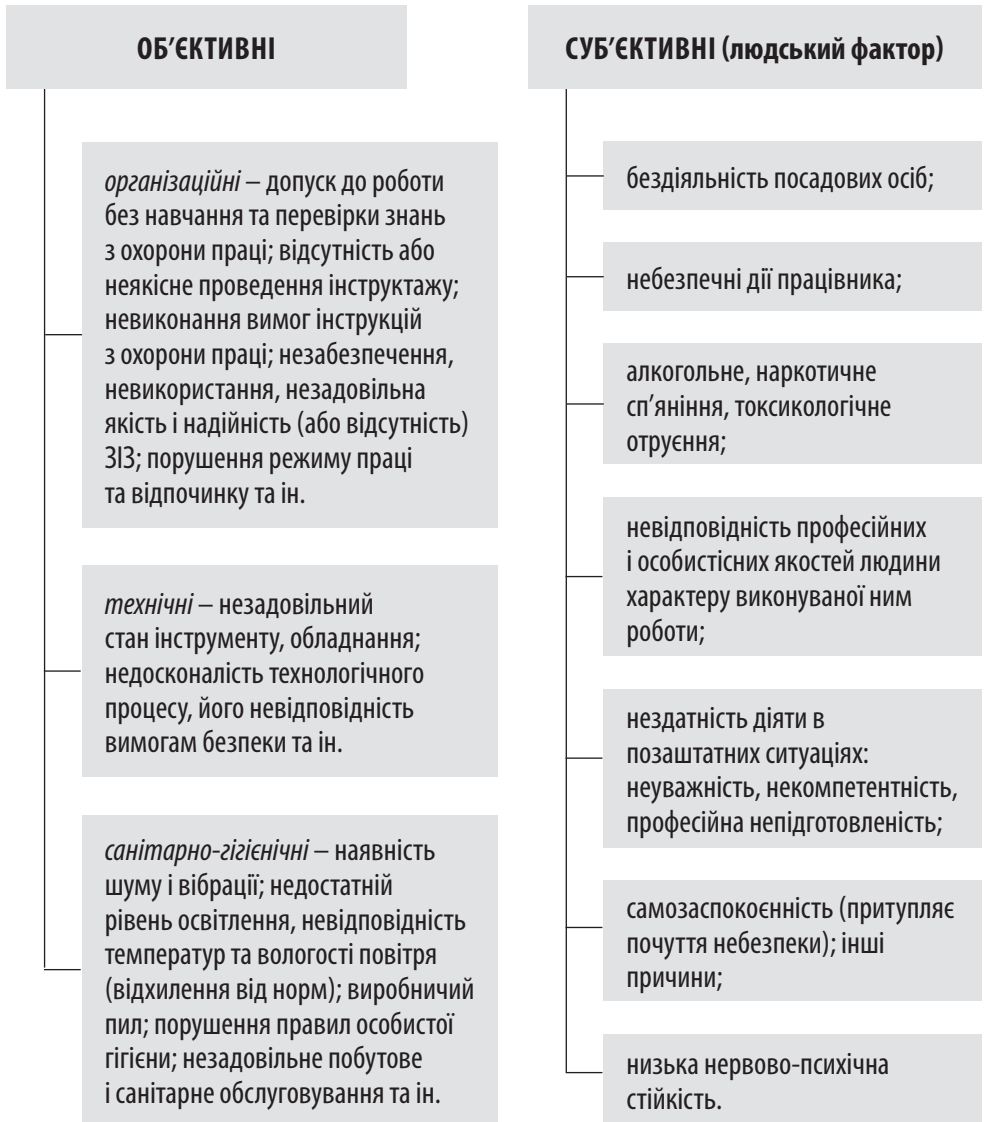 ОБ’ЄКТИВНІ
організаційні – допуск до роботи
без навчання та перевірки знань
з охорони праці; відсутність або
неякісне проведення інструктажу;
невиконання вимог інструкцій
з охорони праці; незабезпечення,
невикористання, незадовільна
якість і надійність (або відсутність)
ЗІЗ; порушення режиму праці
та відпочинку та ін.
технічні – незадовільний
стан інструменту, обладнання;
недосконалість технологічного
процесу, його невідповідність
вимогам безпеки та ін.
санітарно-гігієнічні – наявність
шуму і вібрації; недостатній
рівень освітлення, невідповідність
температур та вологості повітря
(відхилення від норм); виробничий
пил; порушення правил особистої
гігієни; незадовільне побутове
і санітарне обслуговування та ін.
СУБ’ЄКТИВНІ (людський фактор)
бездіяльність посадових осіб;
небезпечні дії працівника;
алкогольне, наркотичне
сп’яніння, токсикологічне
отруєння;
невідповідність професійних
і особистісних якостей людини
характеру виконуваної ним
роботи;
нездатність діяти в
позаштатних ситуаціях:
неуважність, некомпетентність,
професійна непідготовленість;
самозаспокоєнність (притупляє
почуття небезпеки); інші
причини;
низька нервово-психічна
стійкість.